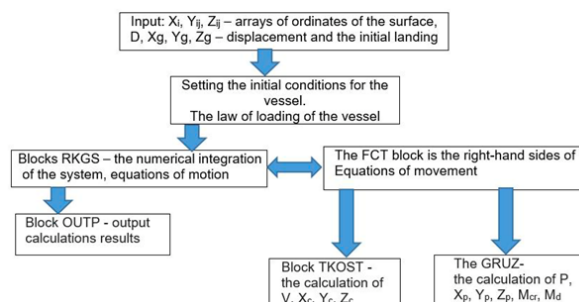 Input: Xᵢ, Yᵢⱼ, Zᵢⱼ – arrays of ordinates of the surface,
D, Xg, Yg, Zg – displacement and the initial landing
Setting the initial conditions for the
vessel.
The law of loading of the vessel
Blocks RKGS – the numerical integration
of the system, equations of motion
The FCT block is the right-hand sides of
Equations of movement
Block OUTP - output
calculations results
Block TKOST -
the calculation of
V, Xc, Yc, Zc
The GRUZ-
the calculation of P,
Xp, Yp, Zp, Mcr, Md